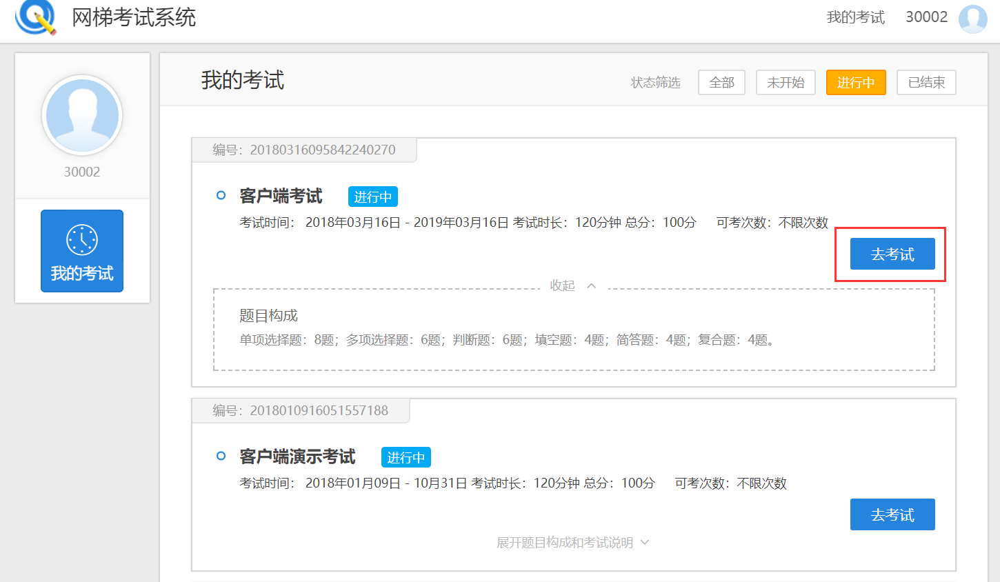 网梯考试系统
我的考试 30002
30002
我的考试
我的考试
状态筛选 全部 未开始 进行中 已结束
编号：20180316095842240270
客户端考试 进行中
考试时间： 2018年03月16日 - 2019年03月16日 考试时长：120分钟 总分：100分 可考次数：不限次数
去考试
收起
题目构成
单项选择题：8题；多项选择题：6题；判断题：6题；填空题：4题；简答题：4题；复合题：4题。
编号：2018010916051557188
客户端演示考试 进行中
考试时间： 2018年01月09日 - 10月31日 考试时长：120分钟 总分：100分 可考次数：不限次数
去考试
展开题目构成和考试说明